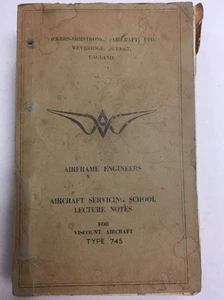 VICKERS-ARMSTRONGS (AIRCRAFT) LTD.
WEYBRIDGE SURREY,
ENGLAND
AIRFRAME ENGINEERS
AIRCRAFT SERVICING SCHOOL
LECTURE NOTES
FOR
VISCOUNT AIRCRAFT
TYPE 745